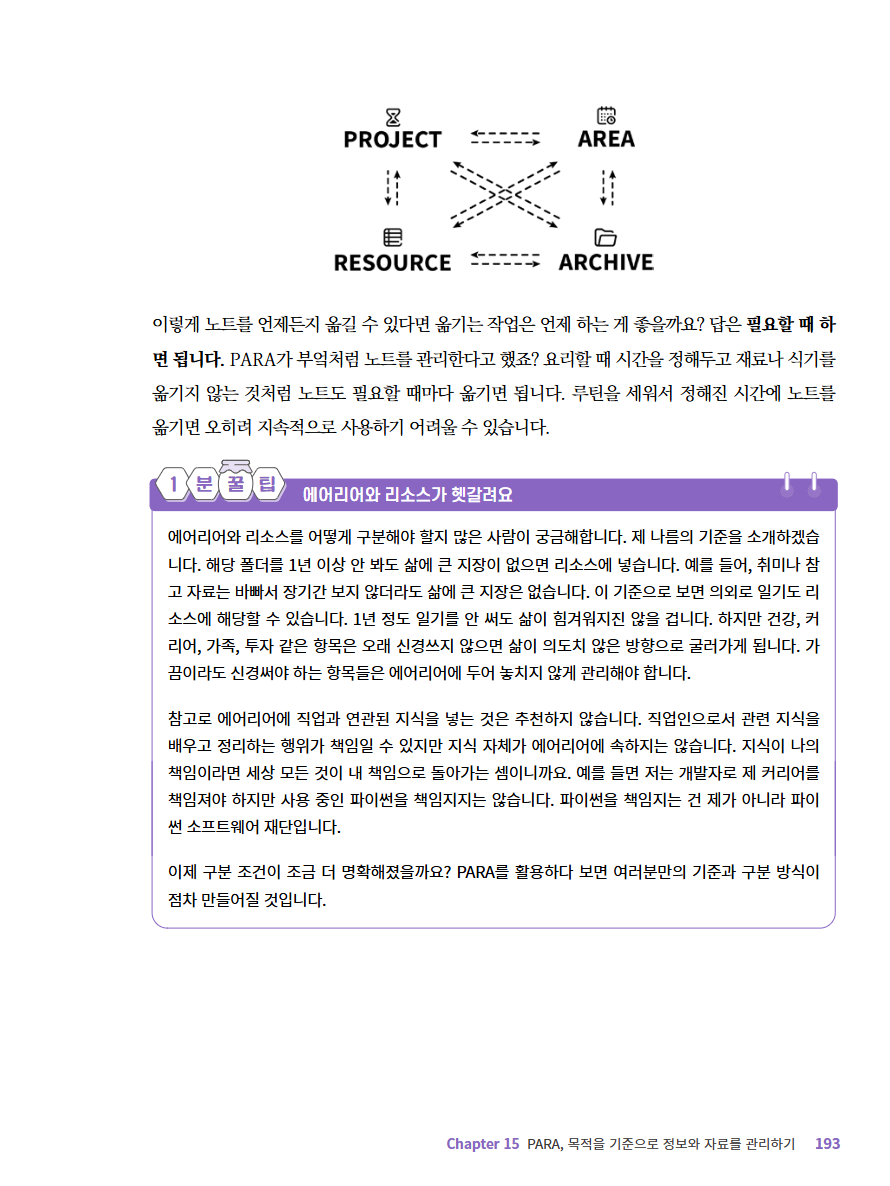 PROJECT
AREA
RESOURCE
ARCHIVE
이렇게 노트를 언제든지 옮길 수 있다면 옮기는 작업은 언제 하는 게 좋을까요? 답은 필요할 때 하
면 됩니다. PARA가 부엌처럼 노트를 관리한다고 했죠? 요리할 때 시간을 정해두고 재료나 식기를
옮기지 않는 것처럼 노트도 필요할 때마다 옮기면 됩니다. 루틴을 세워서 정해진 시간에 노트를
옮기면 오히려 지속적으로 사용하기 어려울 수 있습니다.
1분꿀팁
에어리어와 리소스가 헷갈려요
에어리어와 리소스를 어떻게 구분해야 할지 많은 사람이 궁금해합니다. 제 나름의 기준을 소개하겠습
니다. 해당 폴더를 1년 이상 안 봐도 삶에 큰 지장이 없으면 리소스에 넣습니다. 예를 들어, 취미나 참
고 자료는 바빠서 장기간 보지 않더라도 삶에 큰 지장은 없습니다. 이 기준으로 보면 의외로 일기도 리
소스에 해당할 수 있습니다. 1년 정도 일기를 안 써도 삶이 힘겨워지진 않을 겁니다. 하지만 건강, 커
리어, 가족, 투자 같은 항목은 오래 신경쓰지 않으면 삶이 의도치 않은 방향으로 굴러가게 됩니다. 가
끔이라도 신경써야 하는 항목들은 에어리어에 두어 놓치지 않게 관리해야 합니다.
참고로 에어리어에 직업과 연관된 지식을 넣는 것은 추천하지 않습니다. 직업인으로서 관련 지식을
배우고 정리하는 행위가 책임일 수 있지만 지식 자체가 에어리어에 속하지는 않습니다. 지식이 나의
책임이라면 세상 모든 것이 내 책임으로 돌아가는 셈이니까요. 예를 들면 저는 개발자로 제 커리어를
책임져야 하지만 사용 중인 파이썬을 책임지지는 않습니다. 파이썬을 책임지는 건 제가 아니라 파이
썬 소프트웨어 재단입니다.
이제 구분 조건이 조금 더 명확해졌을까요? PARA를 활용하다 보면 여러분만의 기준과 구분 방식이
점차 만들어질 것입니다.
Chapter 15 PARA, 목적을 기준으로 정보와 자료를 관리하기 193